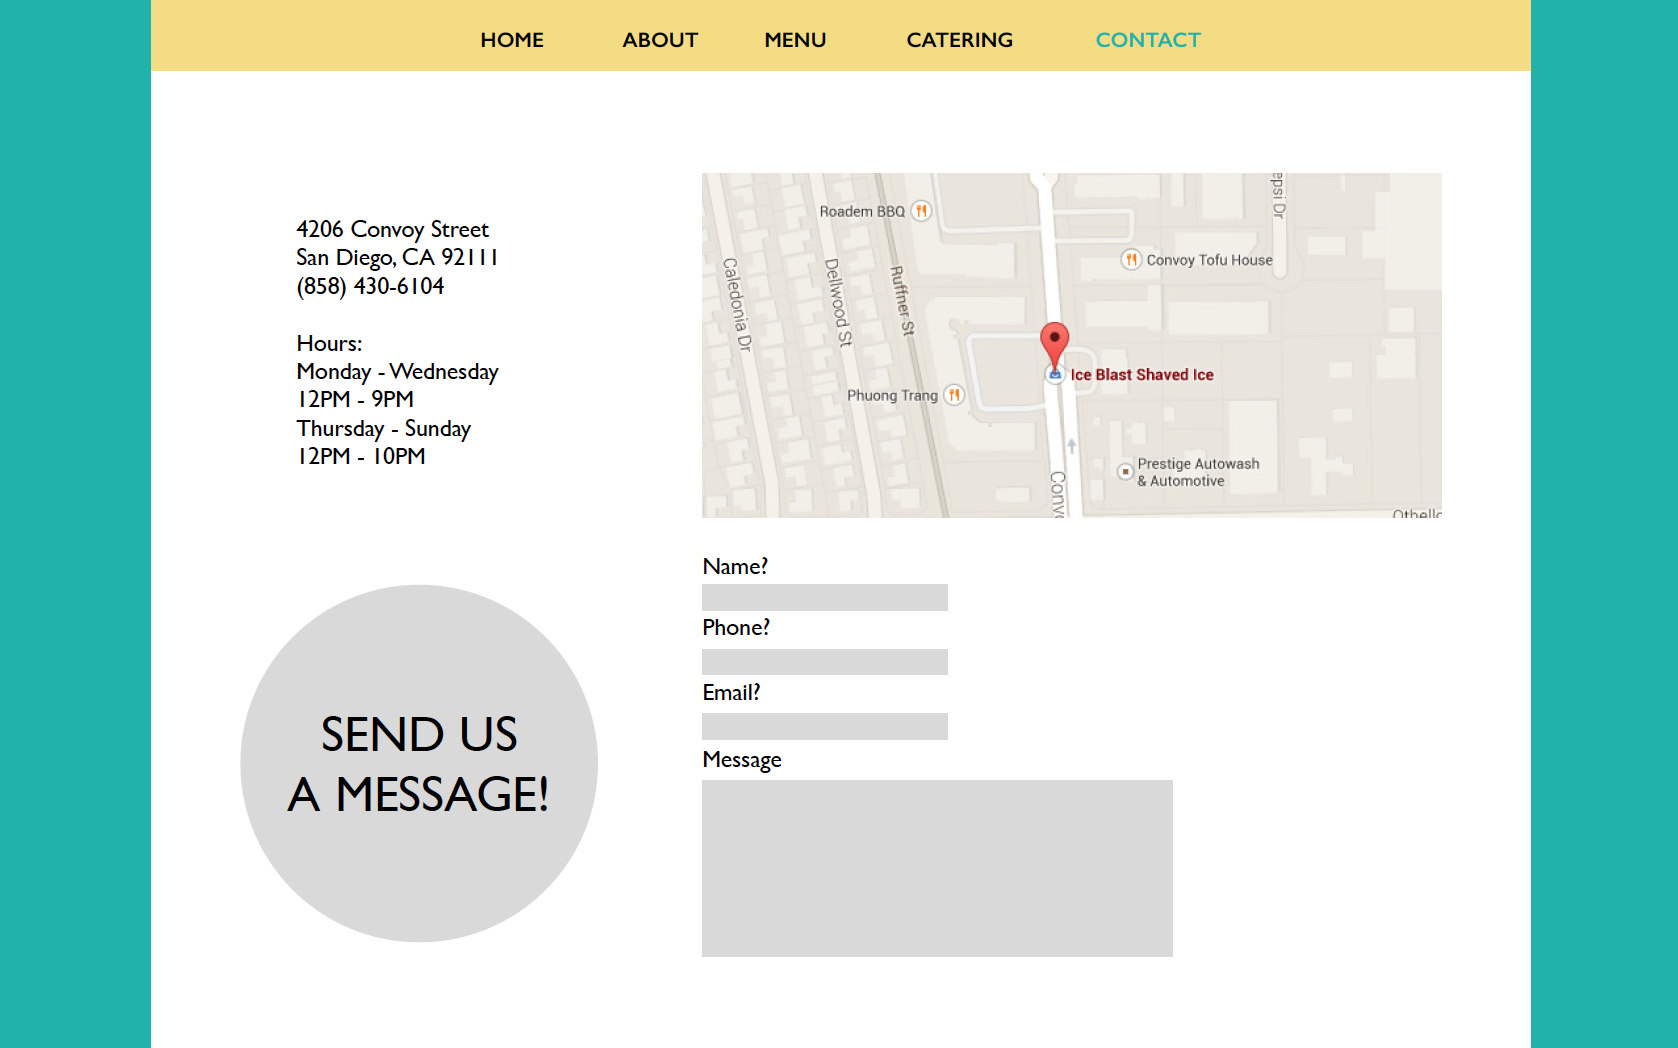 HOME ABOUT MENU CATERING CONTACT
4206 Convoy Street
San Diego, CA 92111
(858) 430-6104
Hours:
Monday - Wednesday
12PM - 9PM
Thursday - Sunday
12PM - 10PM
Roadem BBQ
epsi Dr
Convoy Tofu House
Caledonia Dr
Dellwood St
Ruffner St
Ice Blast Shaved Ice
Phuong Trang
Prestige Autowash
& Automotive
Convo
Othello
SEND US
A MESSAGE!
Name?
Phone?
Email?
Message